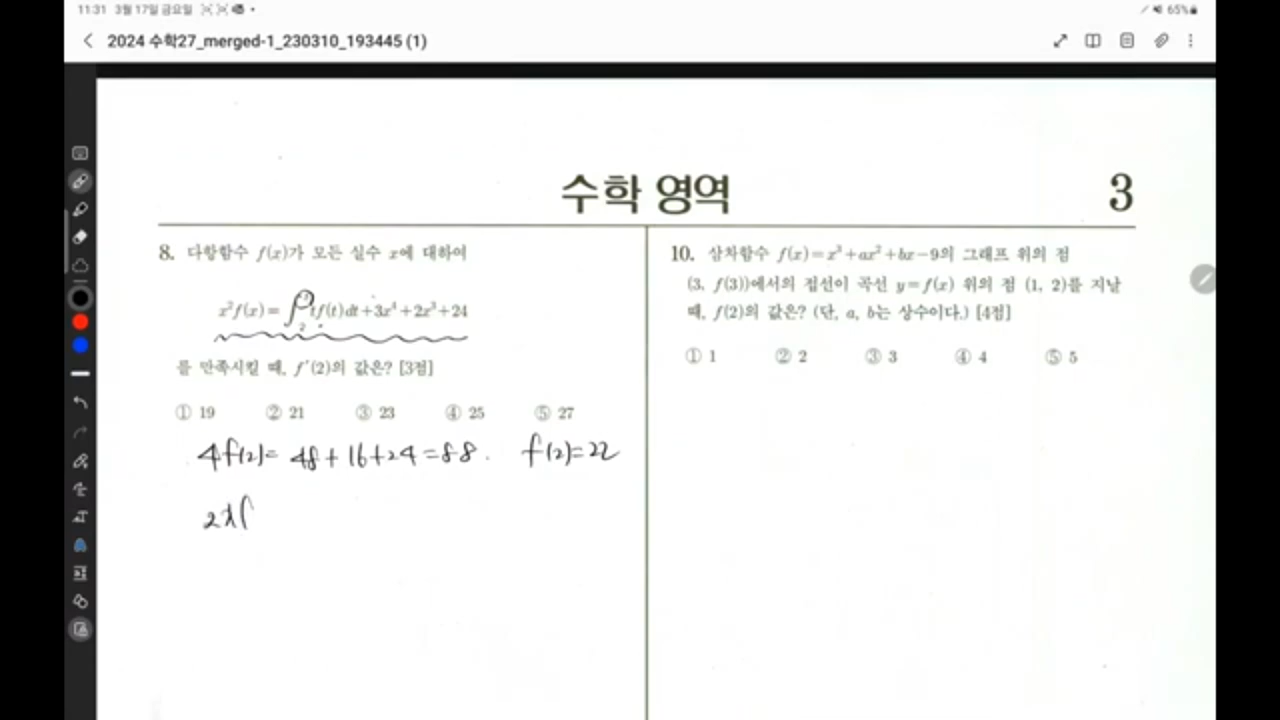 11:31 3월 17일 금요일
65%
2024 수학27_merged-1_230310_193445 (1)
수학 영역
3
8. 다항함수 f(x)가 모든 실수 x에 대하여
x²f(x)=∫₂ˣ tf(t)dt+3x⁴+2x³+24
를 만족시킬 때, f′(2)의 값은? [3점]
① 19 ② 21 ③ 23 ④ 25 ⑤ 27
4f(2)= 48+16+24=88. f(2)=22
2xf
10. 삼차함수 f(x)=x³+ax²+bx−9의 그래프 위의 점
(3, f(3))에서의 접선이 곡선 y=f(x) 위의 점 (1, 2)를 지날
때, f(2)의 값은? (단, a, b는 상수이다.) [4점]
① 1 ② 2 ③ 3 ④ 4 ⑤ 5